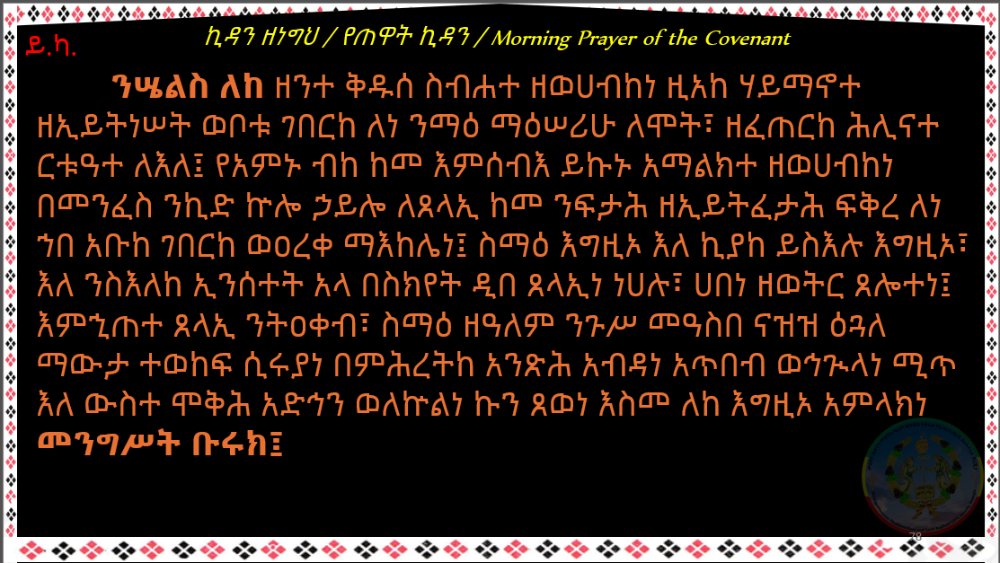 ኪዳን ዘነግህ / የጠዋት ኪዳን / Morning Prayer of the Covenant
ይ.ካ.
ንሤልስ ለከ ዘንተ ቅዱሰ ስብሐተ ዘወሀብከነ ዚአከ ሃይማኖተ
ዘኢይትነሠት ወቦቱ ገበርከ ለነ ንማዕ ማዕሠሪሁ ለሞት፣ ዘፈጠርከ ሕሊናተ
ርቱዓተ ለእለ፤ የአምኑ ብከ ከመ እምሰብእ ይኩኑ አማልክተ ዘወሀብከነ
በመንፈስ ንኪድ ኵሎ ኃይሎ ለጸላኢ ከመ ንፍታሕ ዘኢይትፈታሕ ፍቅረ ለነ
ኀበ አቡከ ገበርከ ወዐረቀ ማእከሌነ፤ ስማዕ እግዚኦ እለ ኪያከ ይስእሉ እግዚኦ፣
እለ ንስእለከ ኢንሰተት አላ በስክየት ዲበ ጸላኢነ ነሀሉ፣ ሀበነ ዘወትር ጸሎተነ፤
እምኂጠተ ጸላኢ ንትዐቀብ፣ ስማዕ ዘዓለም ንጉሥ መዓስበ ናዝዝ ዕጓለ
ማውታ ተወከፍ ሲሩያነ በምሕረትከ አንጽሕ አብዳነ አጥበብ ወኅጕላነ ሚጥ
እለ ውስተ ሞቅሕ አድኅን ወለኵልነ ኩን ጸወነ እስመ ለከ እግዚኦ አምላክነ
መንግሥት ቡሩክ፤
78